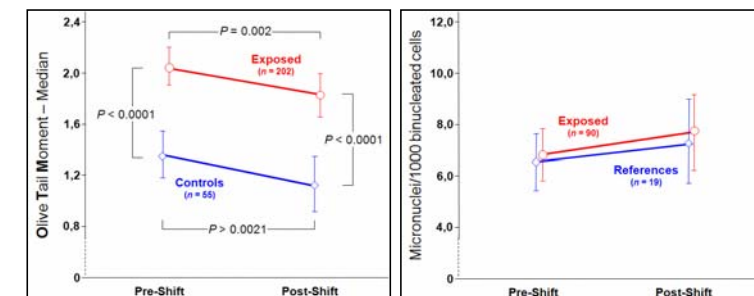 2,4
2,0
1,6
1,2
0,8
0
Olive Tail Moment – Median
P = 0.002
Exposed
(n = 202)
P < 0.0001
P < 0.0001
Controls
(n = 55)
P > 0.0021
Pre-Shift
Post-Shift
12,0
10,0
8,0
6,0
4,0
0
Micronuclei/1000 binucleated cells
Exposed
(n = 90)
References
(n = 19)
Pre-Shift
Post-Shift